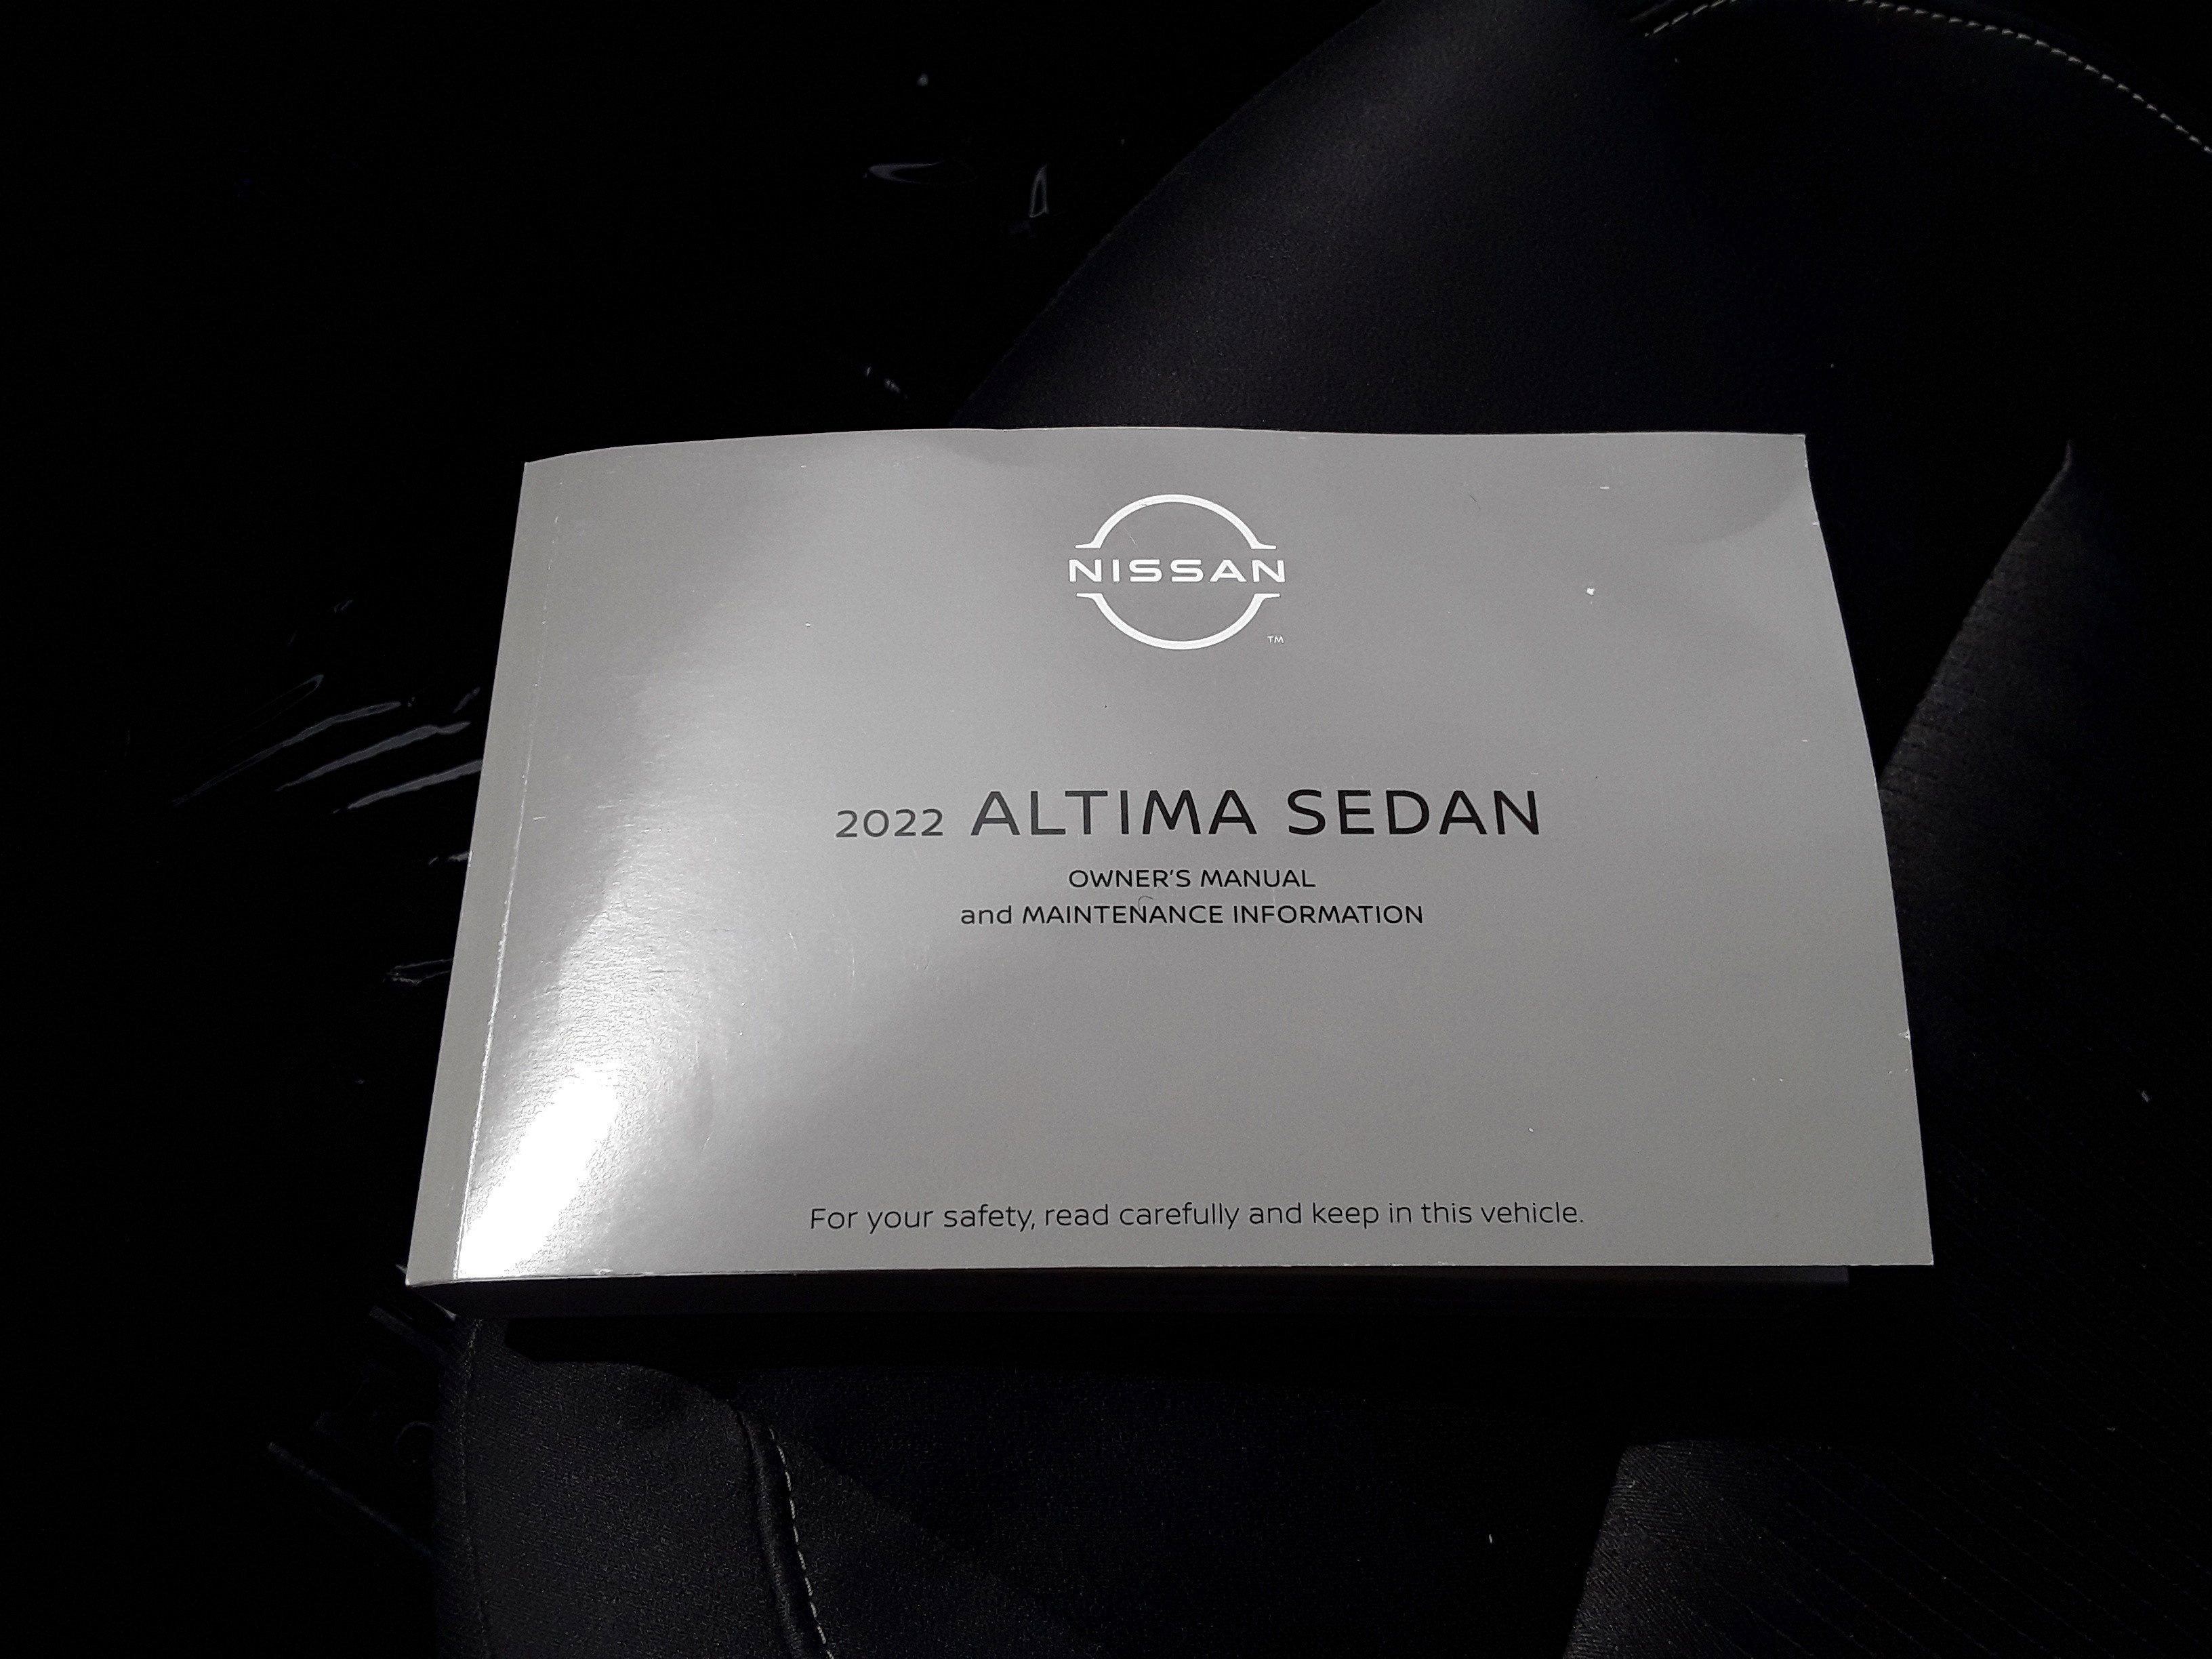 NISSAN
TM
2022 ALTIMA SEDAN
OWNER'S MANUAL
and MAINTENANCE INFORMATION
For your safety, read carefully and keep in this vehicle.